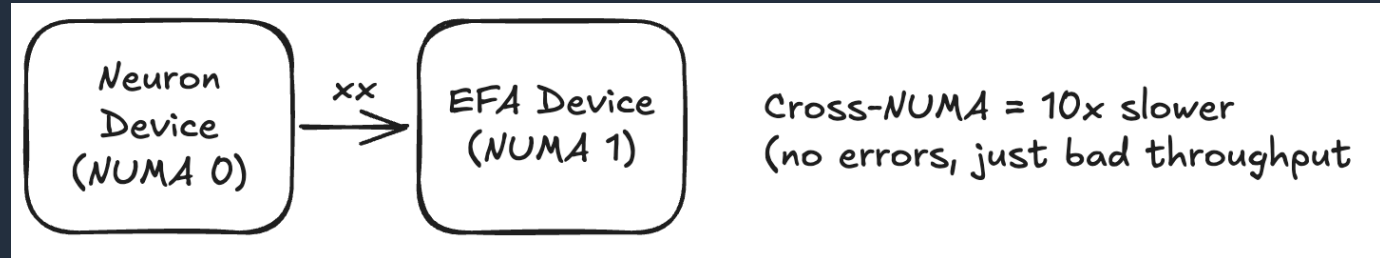 Neuron
Device
(NUMA 0)
xx
EFA Device
(NUMA 1)
Cross-NUMA = 10x slower
(no errors, just bad throughput